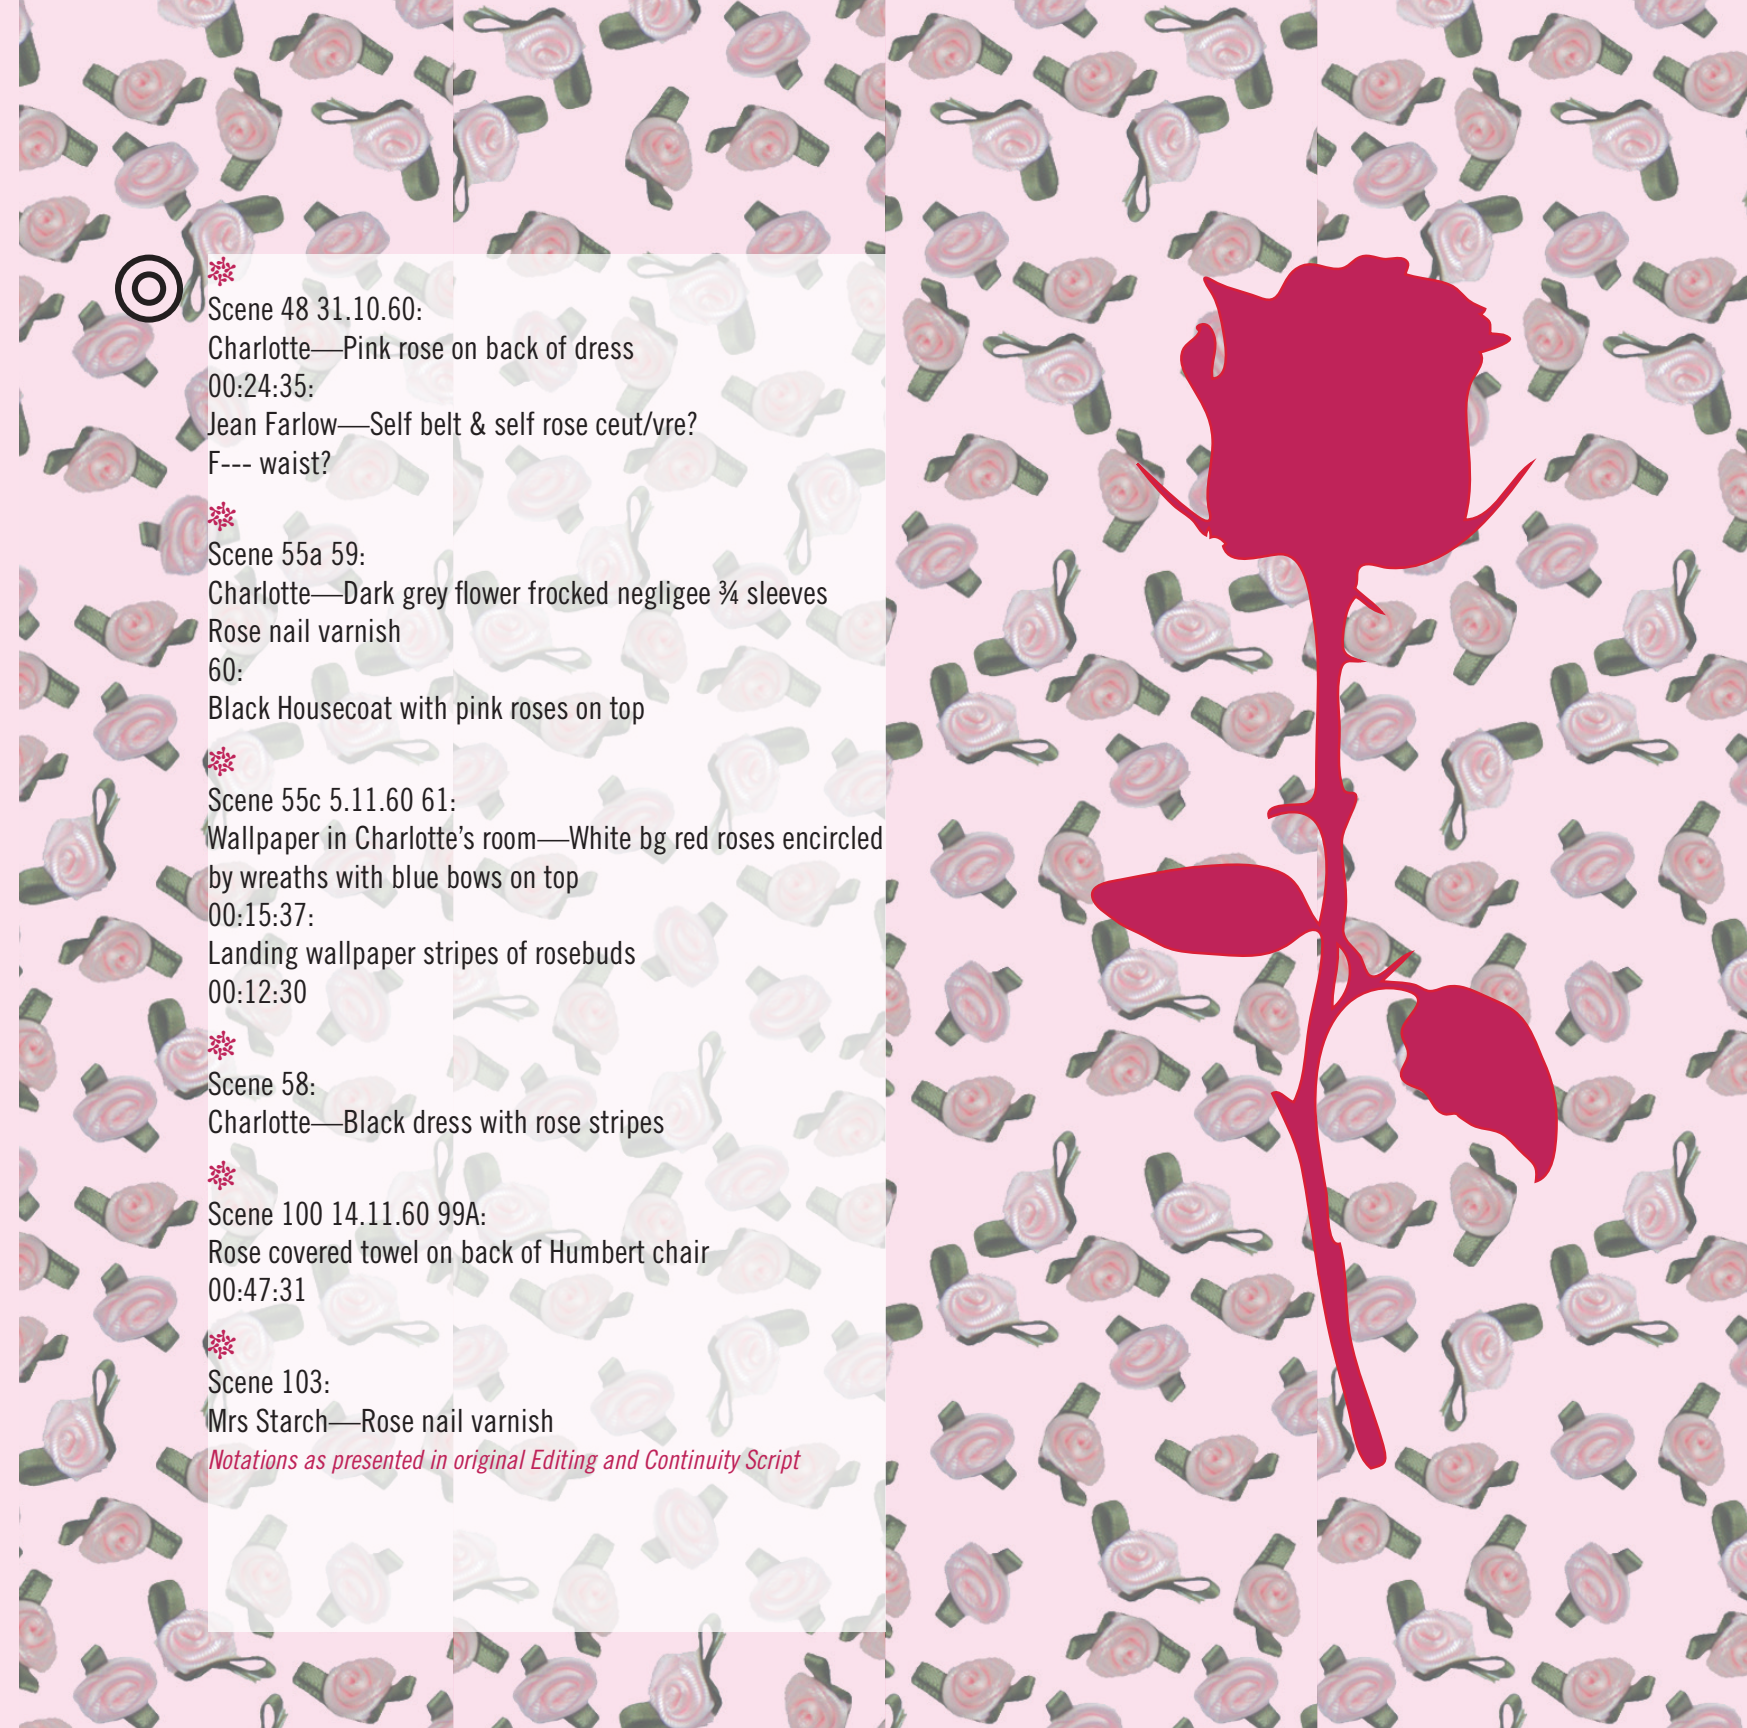 Scene 48 31.10.60:
Charlotte—Pink rose on back of dress
00:24:35:
Jean Farlow—Self belt & self rose ceut/vre?
F--- waist?
Scene 55a 59:
Charlotte—Dark grey flower frocked negligee ¾ sleeves
Rose nail varnish
60:
Black Housecoat with pink roses on top
Scene 55c 5.11.60 61:
Wallpaper in Charlotte’s room—White bg red roses encircled
by wreaths with blue bows on top
00:15:37:
Landing wallpaper stripes of rosebuds
00:12:30
Scene 58:
Charlotte—Black dress with rose stripes
Scene 100 14.11.60 99A:
Rose covered towel on back of Humbert chair
00:47:31
Scene 103:
Mrs Starch—Rose nail varnish
Notations as presented in original Editing and Continuity Script